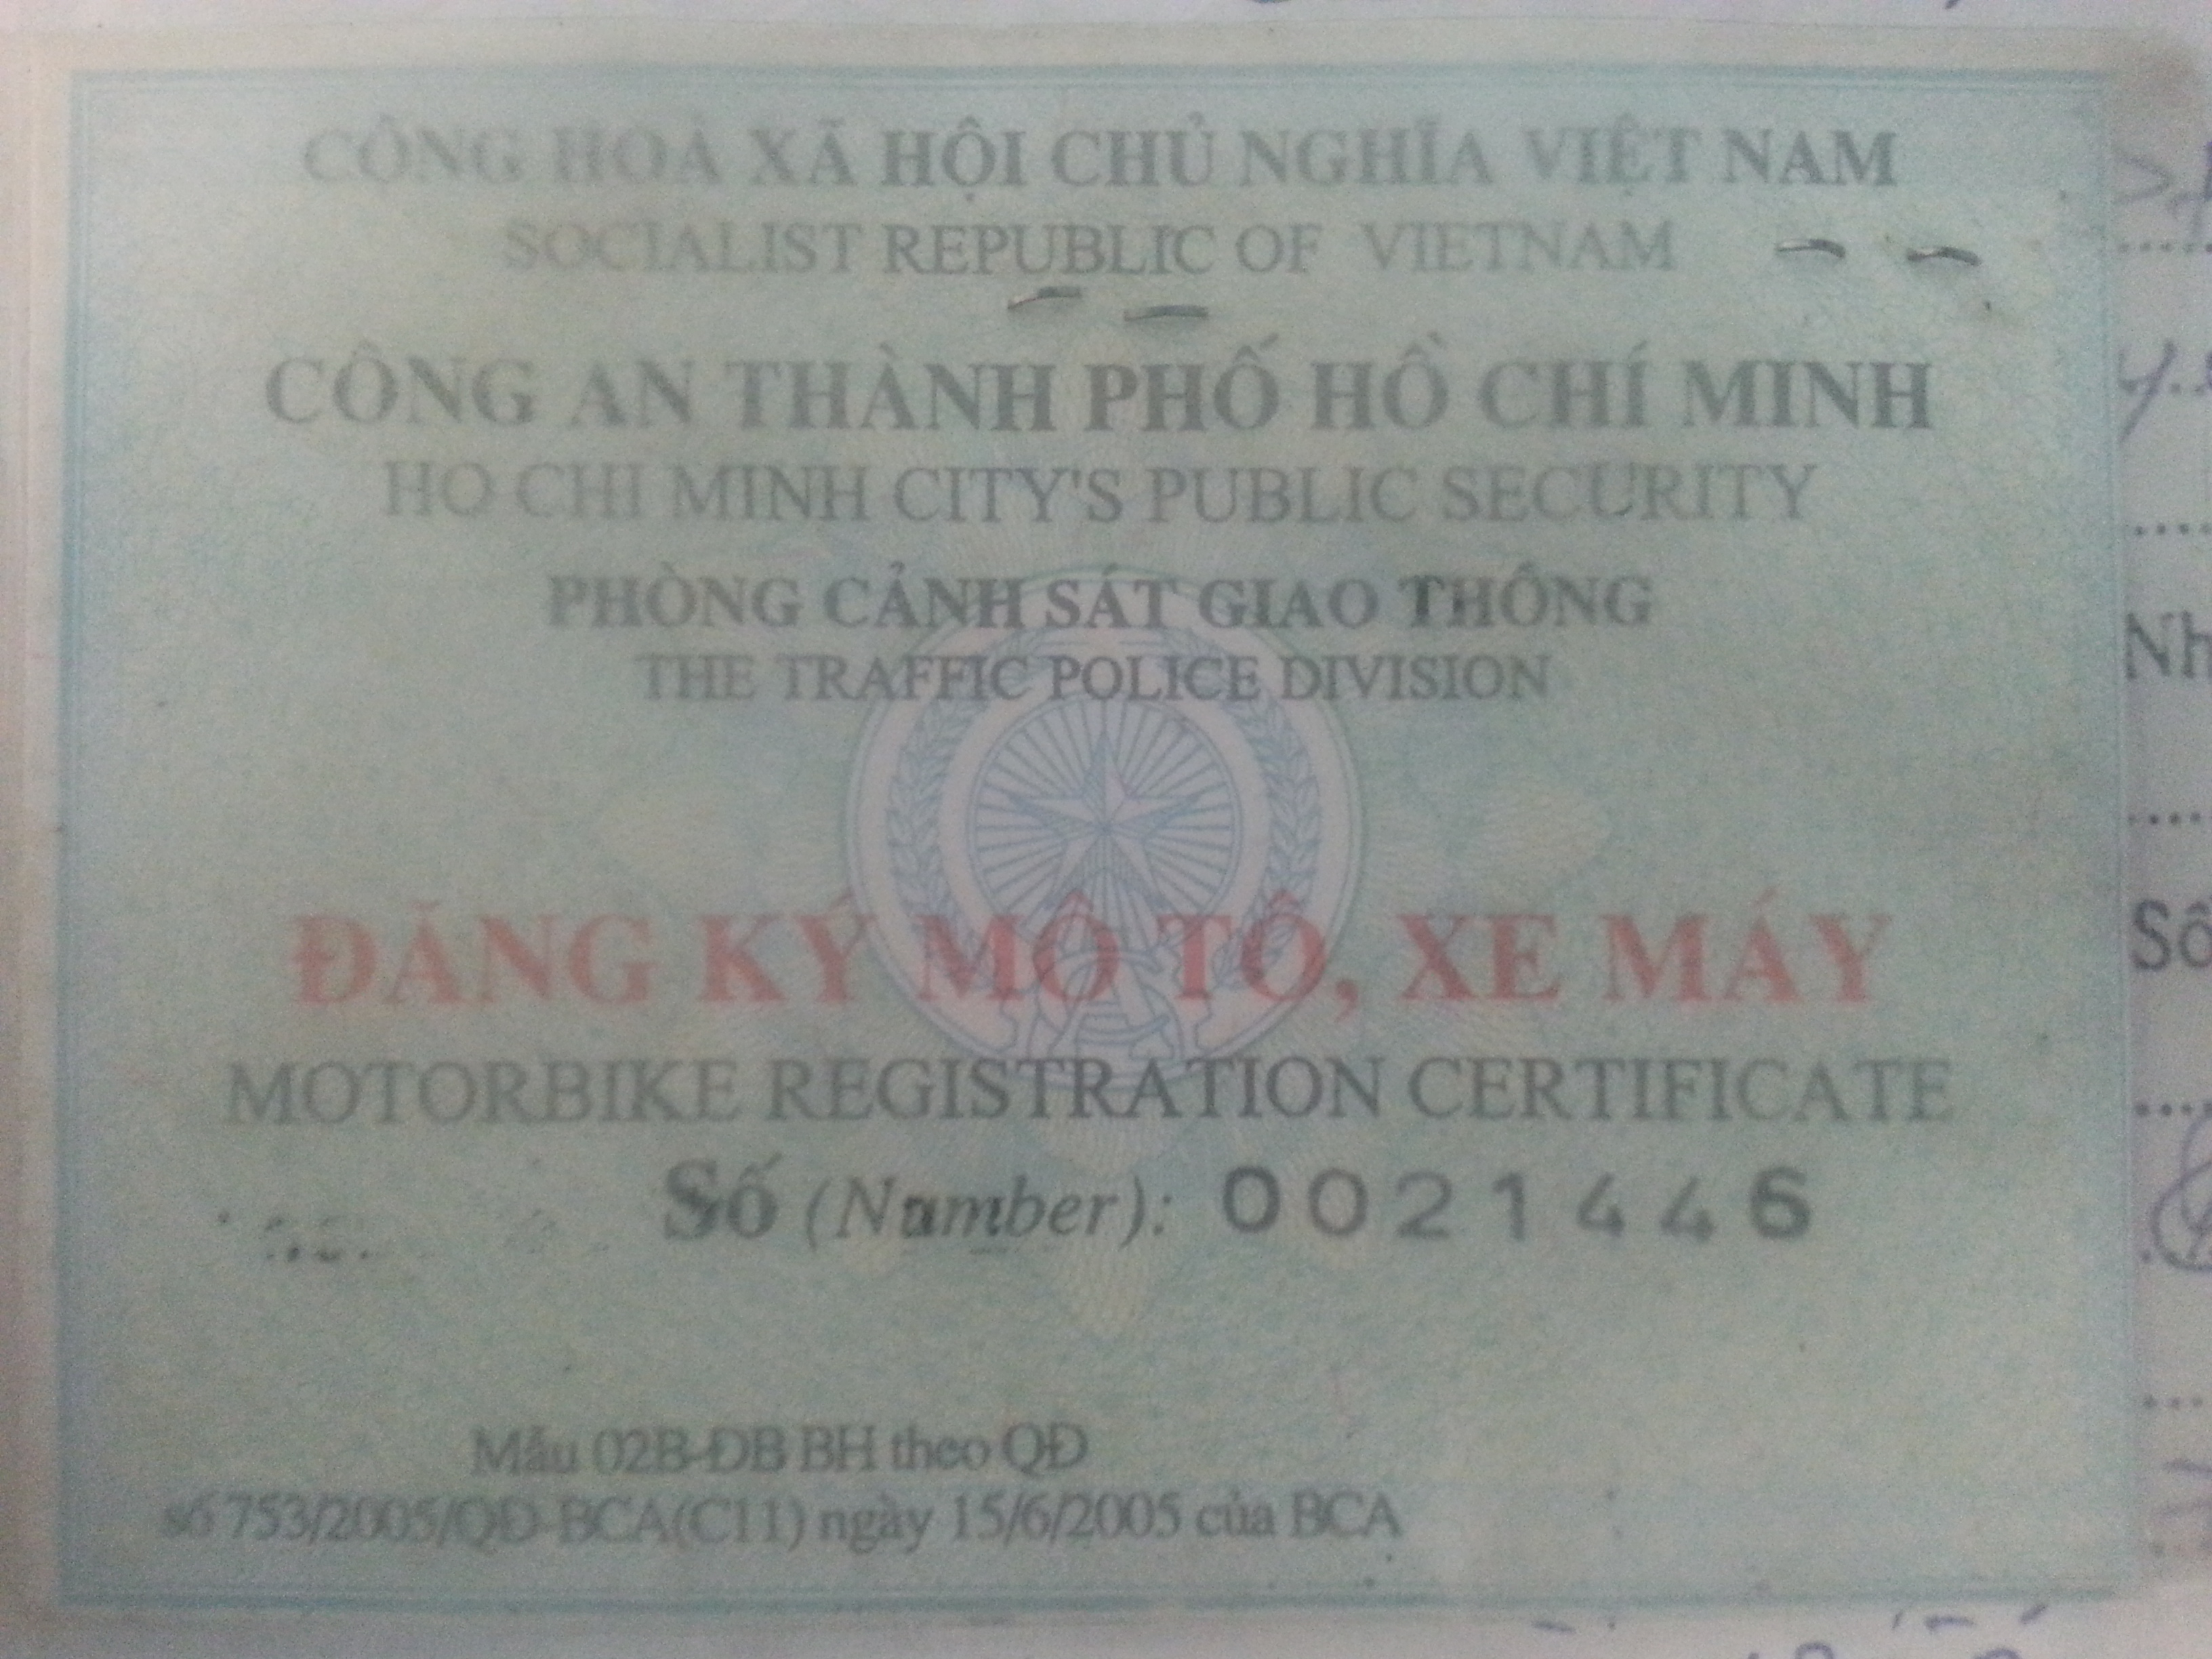 CỘNG HOÀ XÃ HỘI CHỦ NGHĨA VIỆT NAM
SOCIALIST REPUBLIC OF VIETNAM
CÔNG AN THÀNH PHỐ HỒ CHÍ MINH
HO CHI MINH CITY'S PUBLIC SECURITY
PHÒNG CẢNH SÁT GIAO THÔNG
THE TRAFFIC POLICE DIVISION
ĐĂNG KÝ MÔ TÔ, XE MÁY
MOTORBIKE REGISTRATION CERTIFICATE
Số (Number): 0021446
Mẫu 02B-ĐB BH theo QĐ
số 753/2005/QĐ-BCA(C11) ngày 15/6/2005 của BCA